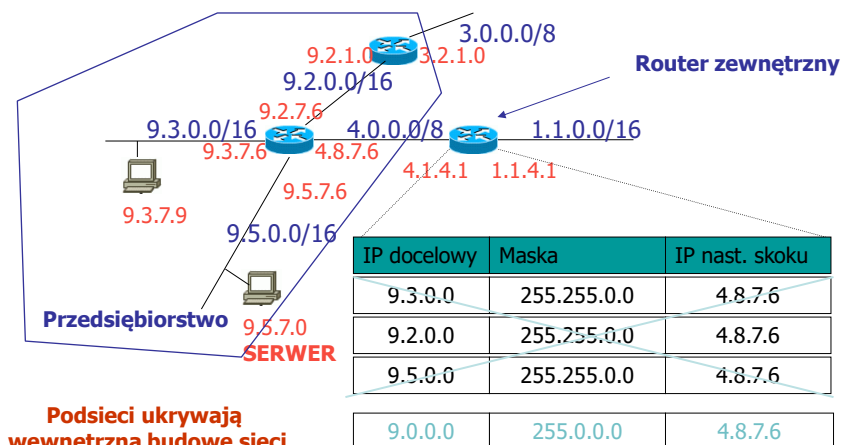 3.0.0.0/8
9.2.1.0 3.2.1.0
Router zewnętrzny
9.2.0.0/16
9.2.7.6
9.3.0.0/16 4.0.0.0/8 1.1.0.0/16
9.3.7.6 4.8.7.6
4.1.4.1 1.1.4.1
9.5.7.6
9.3.7.9
9.5.0.0/16
IP docelowy Maska IP nast. skoku
9.3.0.0 255.255.0.0 4.8.7.6
9.2.0.0 255.255.0.0 4.8.7.6
9.5.0.0 255.255.0.0 4.8.7.6
9.0.0.0 255.0.0.0 4.8.7.6
Przedsiębiorstwo
9.5.7.0
SERWER
Podsieci ukrywają
wewnętrzną budowę sieci